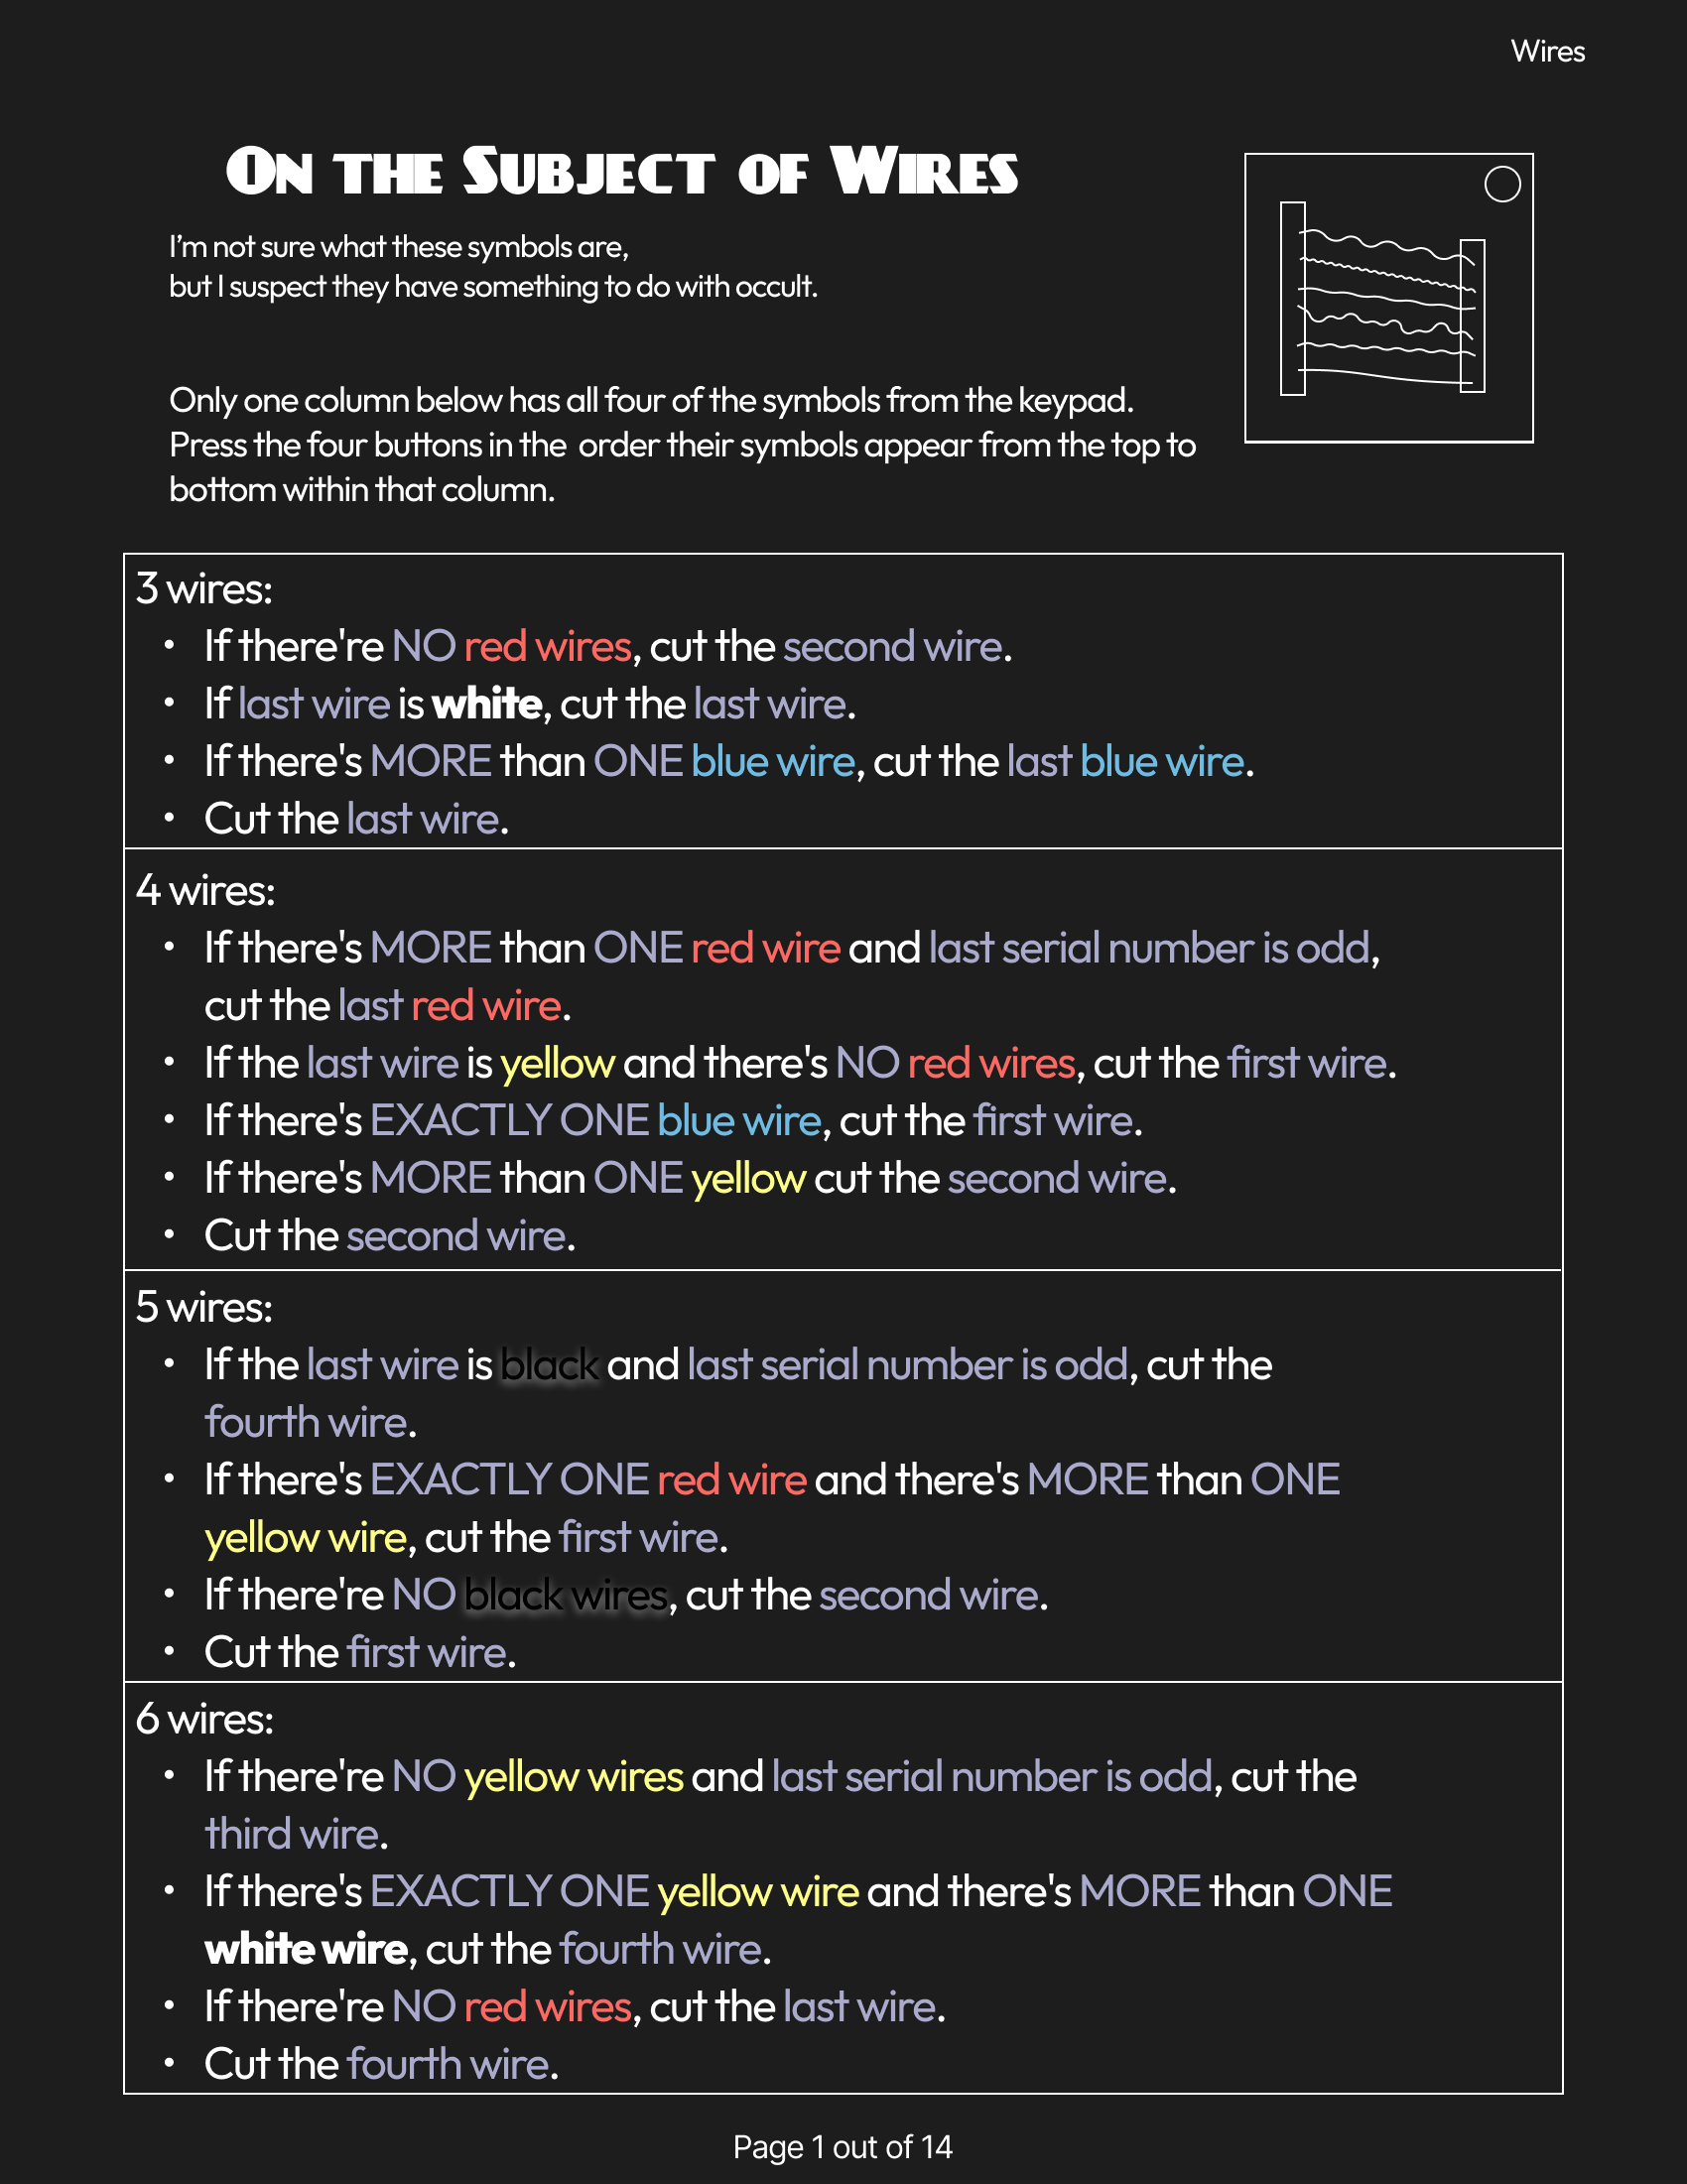 Wires
On the Subject of Wires
I'm not sure what these symbols are,
but I suspect they have something to do with occult.
Only one column below has all four of the symbols from the keypad.
Press the four buttons in the order their symbols appear from the top to
bottom within that column.
3 wires:
• If there're NO red wires, cut the second wire.
• If last wire is white, cut the last wire.
• If there's MORE than ONE blue wire, cut the last blue wire.
• Cut the last wire.
4 wires:
• If there's MORE than ONE red wire and last serial number is odd,
cut the last red wire.
• If the last wire is yellow and there's NO red wires, cut the first wire.
• If there's EXACTLY ONE blue wire, cut the first wire.
• If there's MORE than ONE yellow cut the second wire.
• Cut the second wire.
5 wires:
• If the last wire is black and last serial number is odd, cut the
fourth wire.
• If there's EXACTLY ONE red wire and there's MORE than ONE
yellow wire, cut the first wire.
• If there're NO black wires, cut the second wire.
• Cut the first wire.
6 wires:
• If there're NO yellow wires and last serial number is odd, cut the
third wire.
• If there's EXACTLY ONE yellow wire and there's MORE than ONE
white wire, cut the fourth wire.
• If there're NO red wires, cut the last wire.
• Cut the fourth wire.
Page 1 out of 14